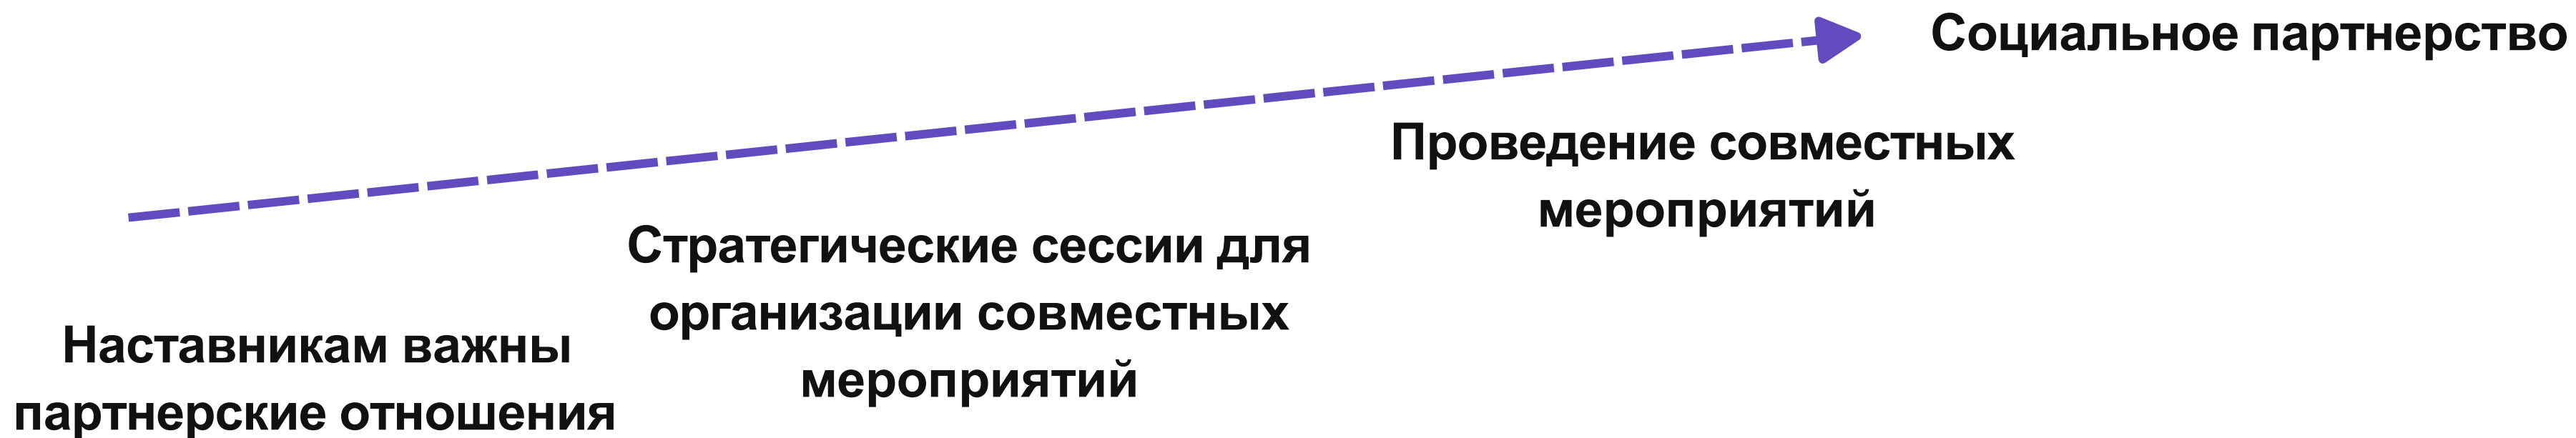 Социальное партнерство
Проведение совместных
мероприятий
Стратегические сессии для
организации совместных
мероприятий
Наставникам важны
партнерские отношения